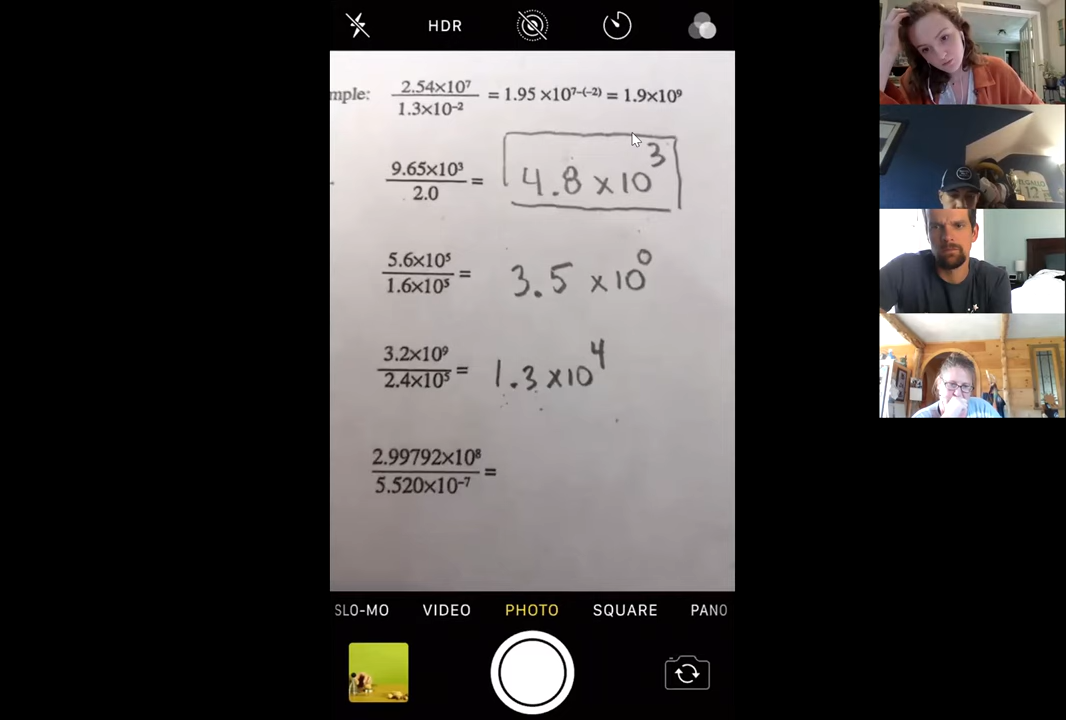 HDR
mple: 2.54×10⁷ / 1.3×10⁻² = 1.95 ×10⁷⁻⁽⁻²⁾ = 1.9×10⁹
9.65×10³ / 2.0 = 4.8 × 10³
5.6×10⁵ / 1.6×10⁵ = 3.5 × 10⁰
3.2×10⁹ / 2.4×10⁵ = 1.3 × 10⁴
2.99792×10⁸ / 5.520×10⁻⁷ =
SLO-MO VIDEO PHOTO SQUARE PANO
12